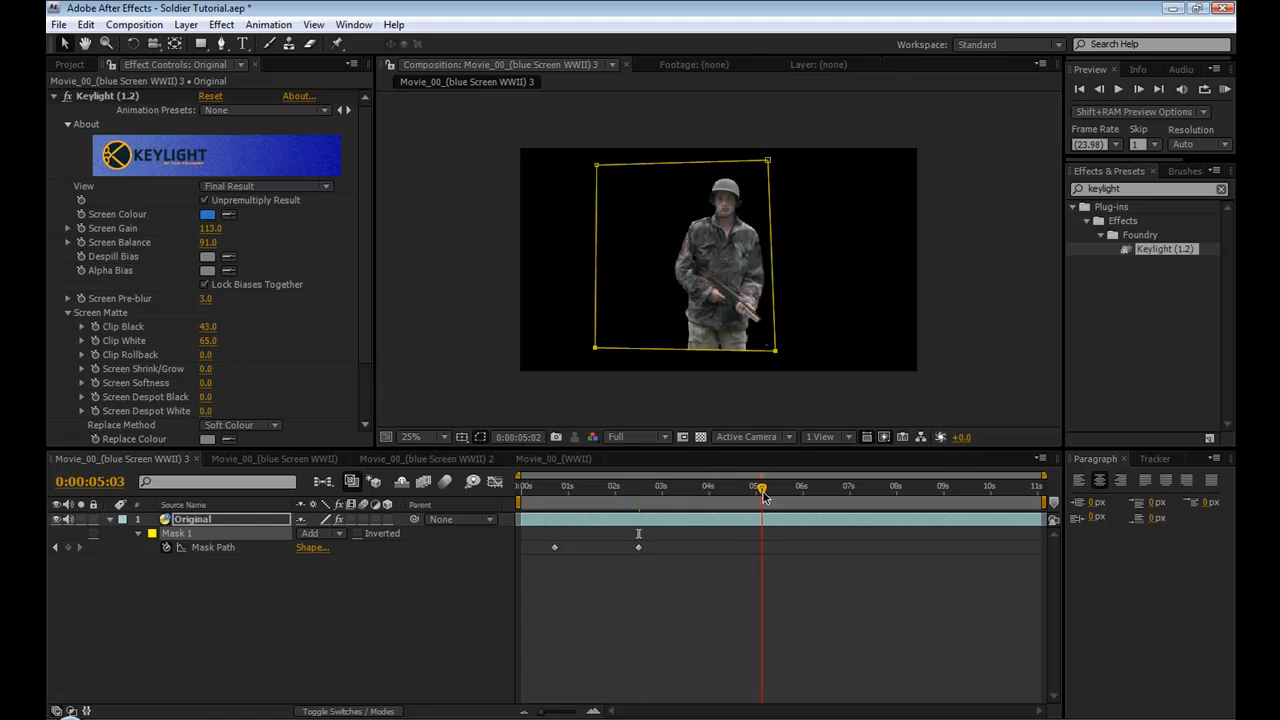 Adobe After Effects - Soldier Tutorial.aep *
File Edit Composition Layer Effect Animation View Window Help
Workspace: Standard Search Help
Project Effect Controls: Original Composition: Movie_00_(blue Screen WWII) 3 Footage: (none) Layer: (none) Preview Info Audio
Movie_00_(blue Screen WWII) 3 • Original
Movie_00_(blue Screen WWII) 3
fx Keylight (1.2) Reset About...
Animation Presets: None
About
KEYLIGHT
BY THE FOUNDRY
View Final Result
Unpremultiply Result
Screen Colour
Screen Gain 113.0
Screen Balance 91.0
Despill Bias
Alpha Bias
Lock Biases Together
Screen Pre-blur 3.0
Screen Matte
Clip Black 43.0
Clip White 65.0
Clip Rollback 0.0
Screen Shrink/Grow 0.0
Screen Softness 0.0
Screen Despot Black 0.0
Screen Despot White 0.0
Replace Method Soft Colour
Replace Colour
25% 0:00:05:02 Full Active Camera 1 View +0.0
Shift+RAM Preview Options
Frame Rate Skip Resolution
(23.98) 1 Auto
Effects & Presets Brushes
keylight
Plug-ins
Effects
Foundry
Keylight (1.2)
Movie_00_(blue Screen WWII) 3 Movie_00_(blue Screen WWII) Movie_00_(blue Screen WWII) 2 Movie_00_(WWII)
0:00:05:03
:00s 01s 02s 03s 04s 05s 06s 07s 08s 09s 10s 11s
# Source Name Parent
1 Original None
Mask 1 Add Inverted
Mask Path Shape...
Toggle Switches / Modes
Paragraph Tracker
0 px 0 px 0 px
0 px 0 px